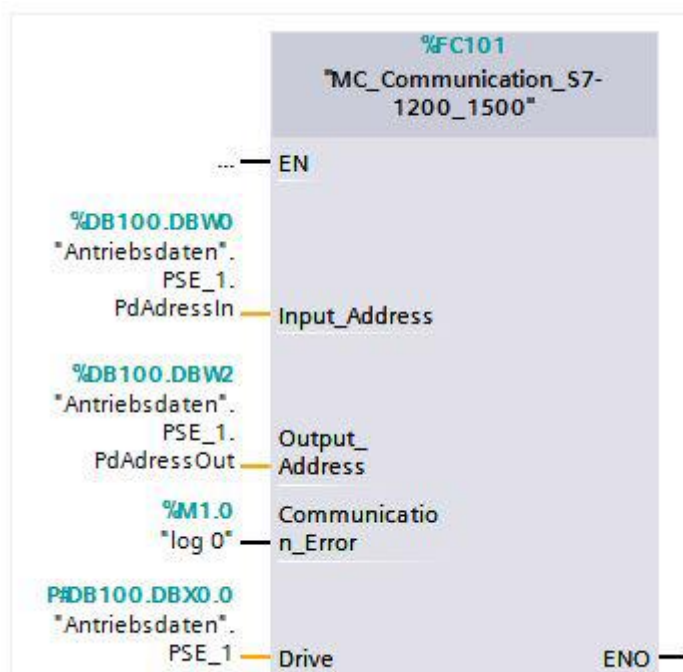 %FC101
"MC_Communication_S7-
1200_1500"
... EN
%DB100.DBW0
"Antriebsdaten".
PSE_1.
PdAdressIn
Input_Address
%DB100.DBW2
"Antriebsdaten".
PSE_1.
PdAdressOut
Output_
Address
%M1.0
"log 0"
Communicatio
n_Error
P#DB100.DBX0.0
"Antriebsdaten".
PSE_1
Drive
ENO